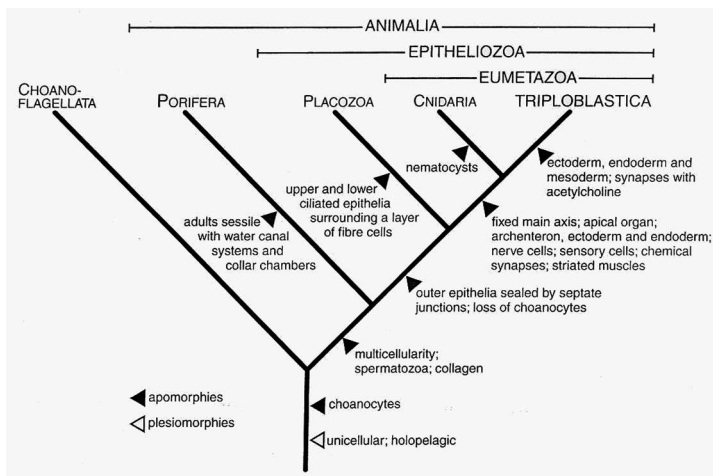 ANIMALIA
EPITHELIOZOA
EUMETAZOA
CHOANO-
FLAGELLATA
PORIFERA
PLACOZOA
CNIDARIA
TRIPLOBLASTICA
nematocysts
ectoderm, endoderm and
mesoderm; synapses with
acetylcholine
upper and lower
ciliated epithelia
surrounding a layer
of fibre cells
adults sessile
with water canal
systems and
collar chambers
fixed main axis; apical organ;
archenteron, ectoderm and endoderm;
nerve cells; sensory cells; chemical
synapses; striated muscles
outer epithelia sealed by septate
junctions; loss of choanocytes
multicellularity;
spermatozoa; collagen
apomorphies
choanocytes
plesiomorphies
unicellular; holopelagic